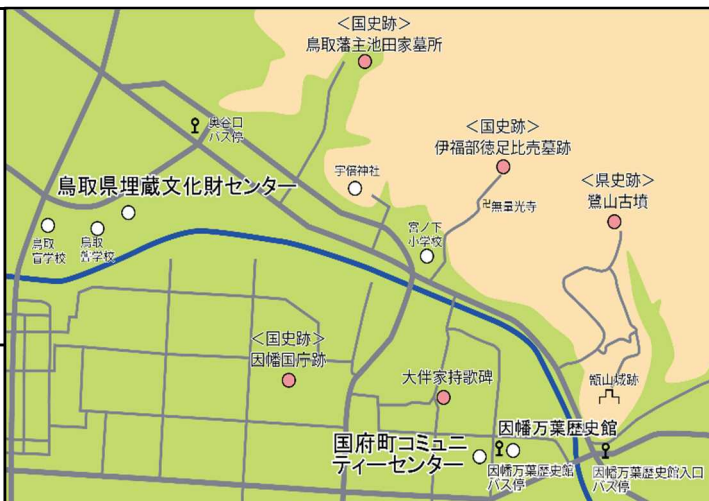 <国史跡>
鳥取藩主池田家墓所
奥谷口
バス停
<国史跡>
伊福部徳足比売墓跡
宇倍神社
鳥取県埋蔵文化財センター
卍無量光寺
<県史跡>
鷺山古墳
鳥取
盲学校
鳥取
聾学校
宮ノ下
小学校
<国史跡>
因幡国庁跡
大伴家持歌碑
甑山城跡
因幡万葉歴史館
国府町コミュニ
ティーセンター
因幡万葉歴史館
バス停
因幡万葉歴史館入口
バス停